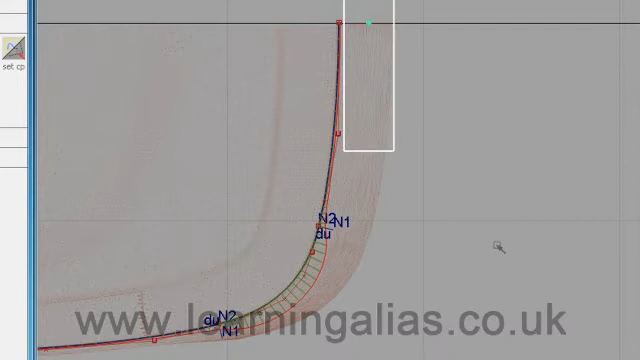 set cp
N2 N1
du
du N2
N1
www.learningalias.co.uk